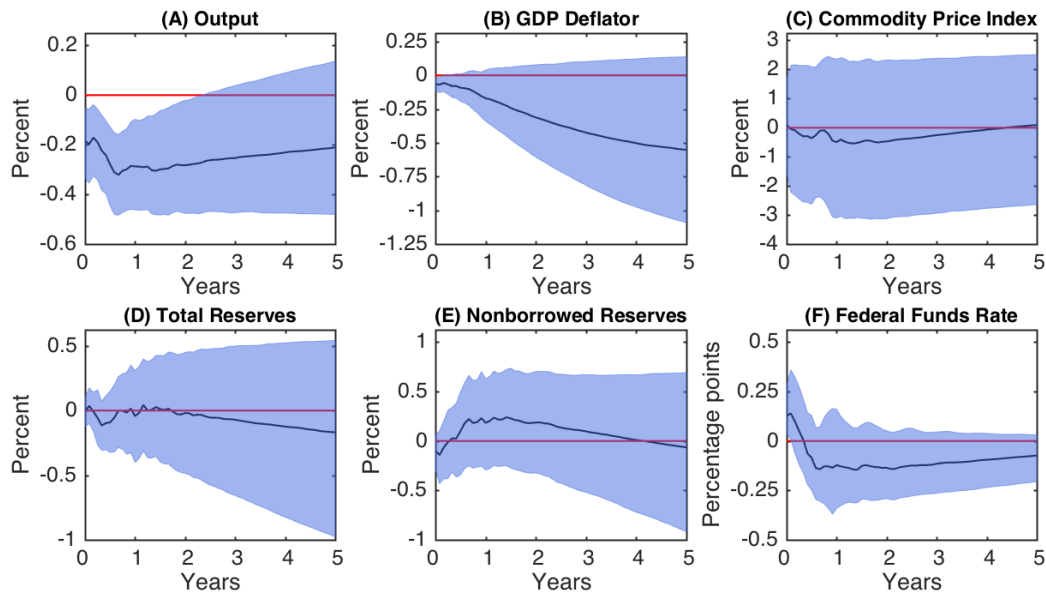 (A) Output
0.2
0
-0.2
-0.4
-0.6
Percent
0 1 2 3 4 5
Years
(B) GDP Deflator
0.25
0
-0.25
-0.5
-0.75
-1
-1.25
Percent
0 1 2 3 4 5
Years
(C) Commodity Price Index
3
2
1
0
-1
-2
-3
-4
Percent
0 1 2 3 4 5
Years
(D) Total Reserves
0.5
0
-0.5
-1
Percent
0 1 2 3 4 5
Years
(E) Nonborrowed Reserves
1
0.5
0
-0.5
-1
Percent
0 1 2 3 4 5
Years
(F) Federal Funds Rate
0.5
0.25
0
-0.25
-0.5
Percentage points
0 1 2 3 4 5
Years